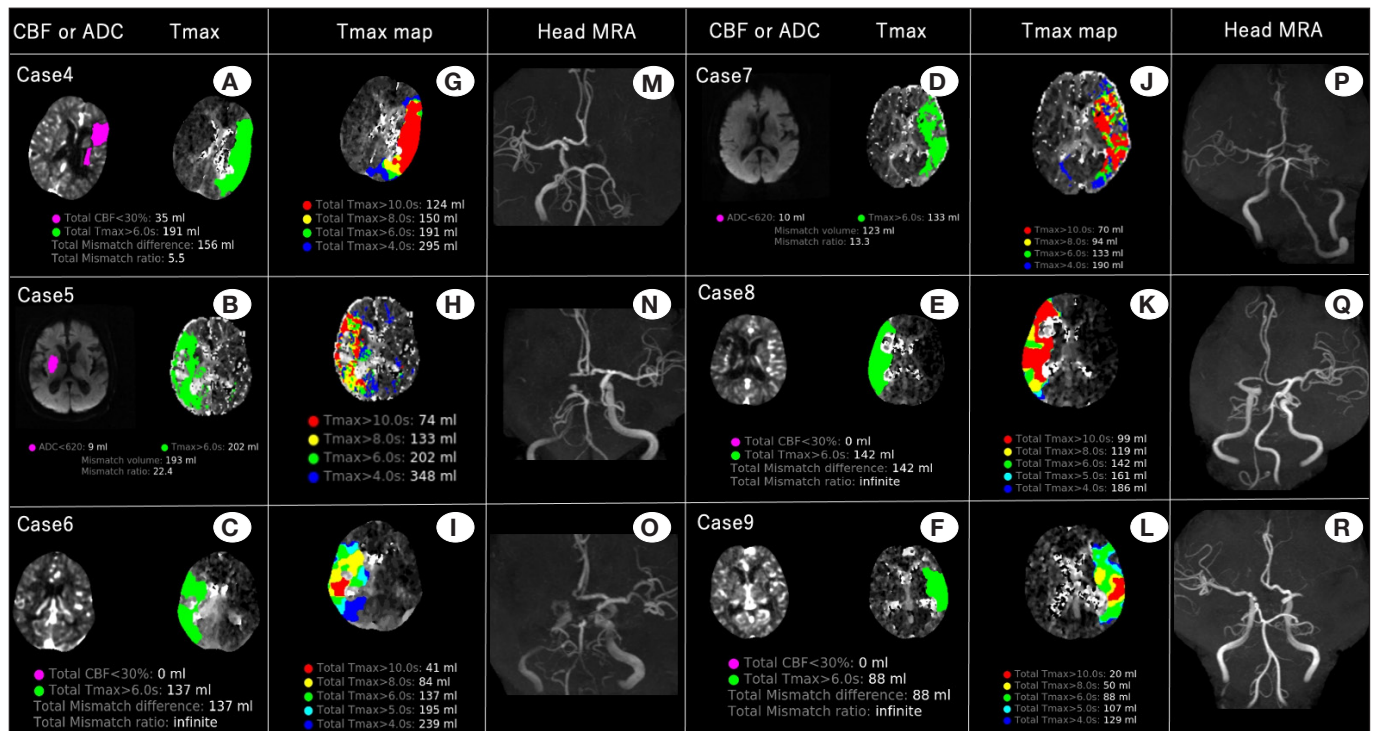 CBF or ADC Tmax Tmax map Head MRA CBF or ADC Tmax Tmax map Head MRA
Case4 A
Total CBF<30%: 35 ml
Total Tmax>6.0s: 191 ml
Total Mismatch difference: 156 ml
Total Mismatch ratio: 5.5
G
Total Tmax>10.0s: 124 ml
Total Tmax>8.0s: 150 ml
Total Tmax>6.0s: 191 ml
Total Tmax>4.0s: 295 ml
M
Case7 D
ADC<620: 10 ml Tmax>6.0s: 133 ml
Mismatch volume: 123 ml
Mismatch ratio: 13.3
J
Tmax>10.0s: 70 ml
Tmax>8.0s: 94 ml
Tmax>6.0s: 133 ml
Tmax>4.0s: 190 ml
P
Case5 B
ADC<620: 9 ml Tmax>6.0s: 202 ml
Mismatch volume: 193 ml
Mismatch ratio: 22.4
H
Tmax>10.0s: 74 ml
Tmax>8.0s: 133 ml
Tmax>6.0s: 202 ml
Tmax>4.0s: 348 ml
N
Case8 E
Total CBF<30%: 0 ml
Total Tmax>6.0s: 142 ml
Total Mismatch difference: 142 ml
Total Mismatch ratio: infinite
K
Total Tmax>10.0s: 99 ml
Total Tmax>8.0s: 119 ml
Total Tmax>6.0s: 142 ml
Total Tmax>5.0s: 161 ml
Total Tmax>4.0s: 186 ml
Q
Case6 C
Total CBF<30%: 0 ml
Total Tmax>6.0s: 137 ml
Total Mismatch difference: 137 ml
Total Mismatch ratio: infinite
I
Total Tmax>10.0s: 41 ml
Total Tmax>8.0s: 84 ml
Total Tmax>6.0s: 137 ml
Total Tmax>5.0s: 195 ml
Total Tmax>4.0s: 239 ml
O
Case9 F
Total CBF<30%: 0 ml
Total Tmax>6.0s: 88 ml
Total Mismatch difference: 88 ml
Total Mismatch ratio: infinite
L
Total Tmax>10.0s: 20 ml
Total Tmax>8.0s: 50 ml
Total Tmax>6.0s: 88 ml
Total Tmax>5.0s: 107 ml
Total Tmax>4.0s: 129 ml
R